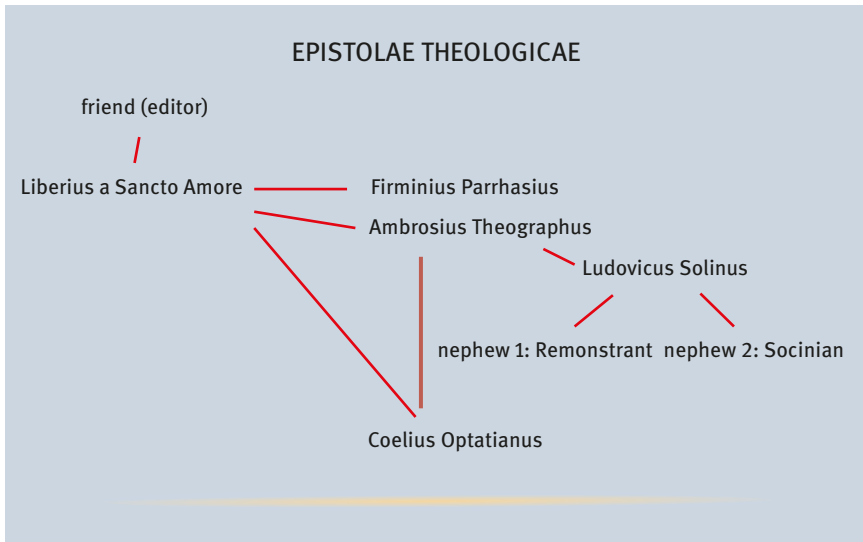 EPISTOLAE THEOLOGICAE
friend (editor)
Liberius a Sancto Amore
Firminius Parrhasius
Ambrosius Theographus
Ludovicus Solinus
nephew 1: Remonstrant
nephew 2: Socinian
Coelius Optatianus